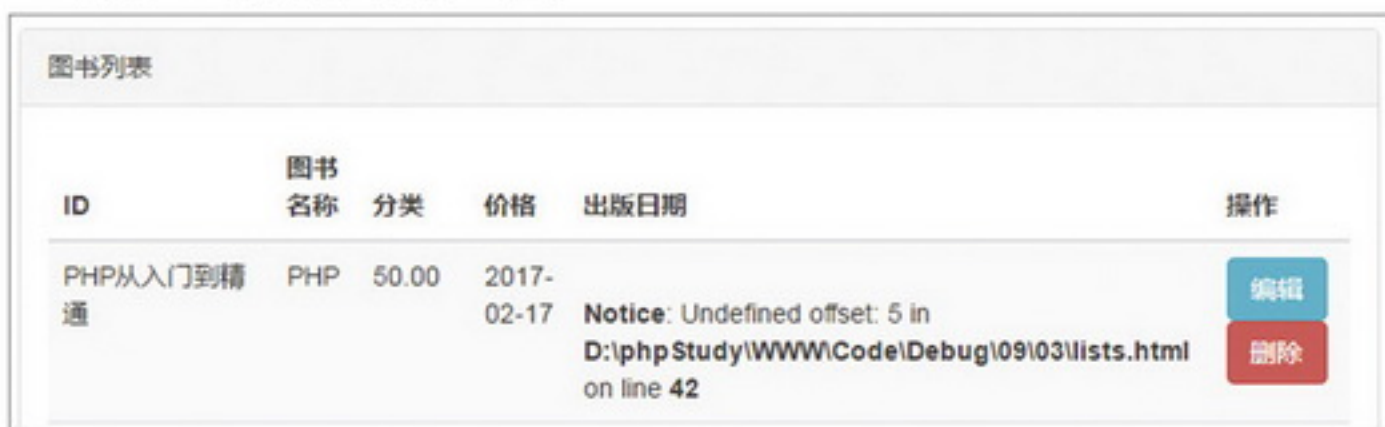 图书列表
ID 图书名称 分类 价格 出版日期 操作
PHP从入门到精通 PHP 50.00 2017-02-17 Notice: Undefined offset: 5 in D:\phpStudy\WWW\Code\Debug\09\03\lists.html on line 42 编辑 删除